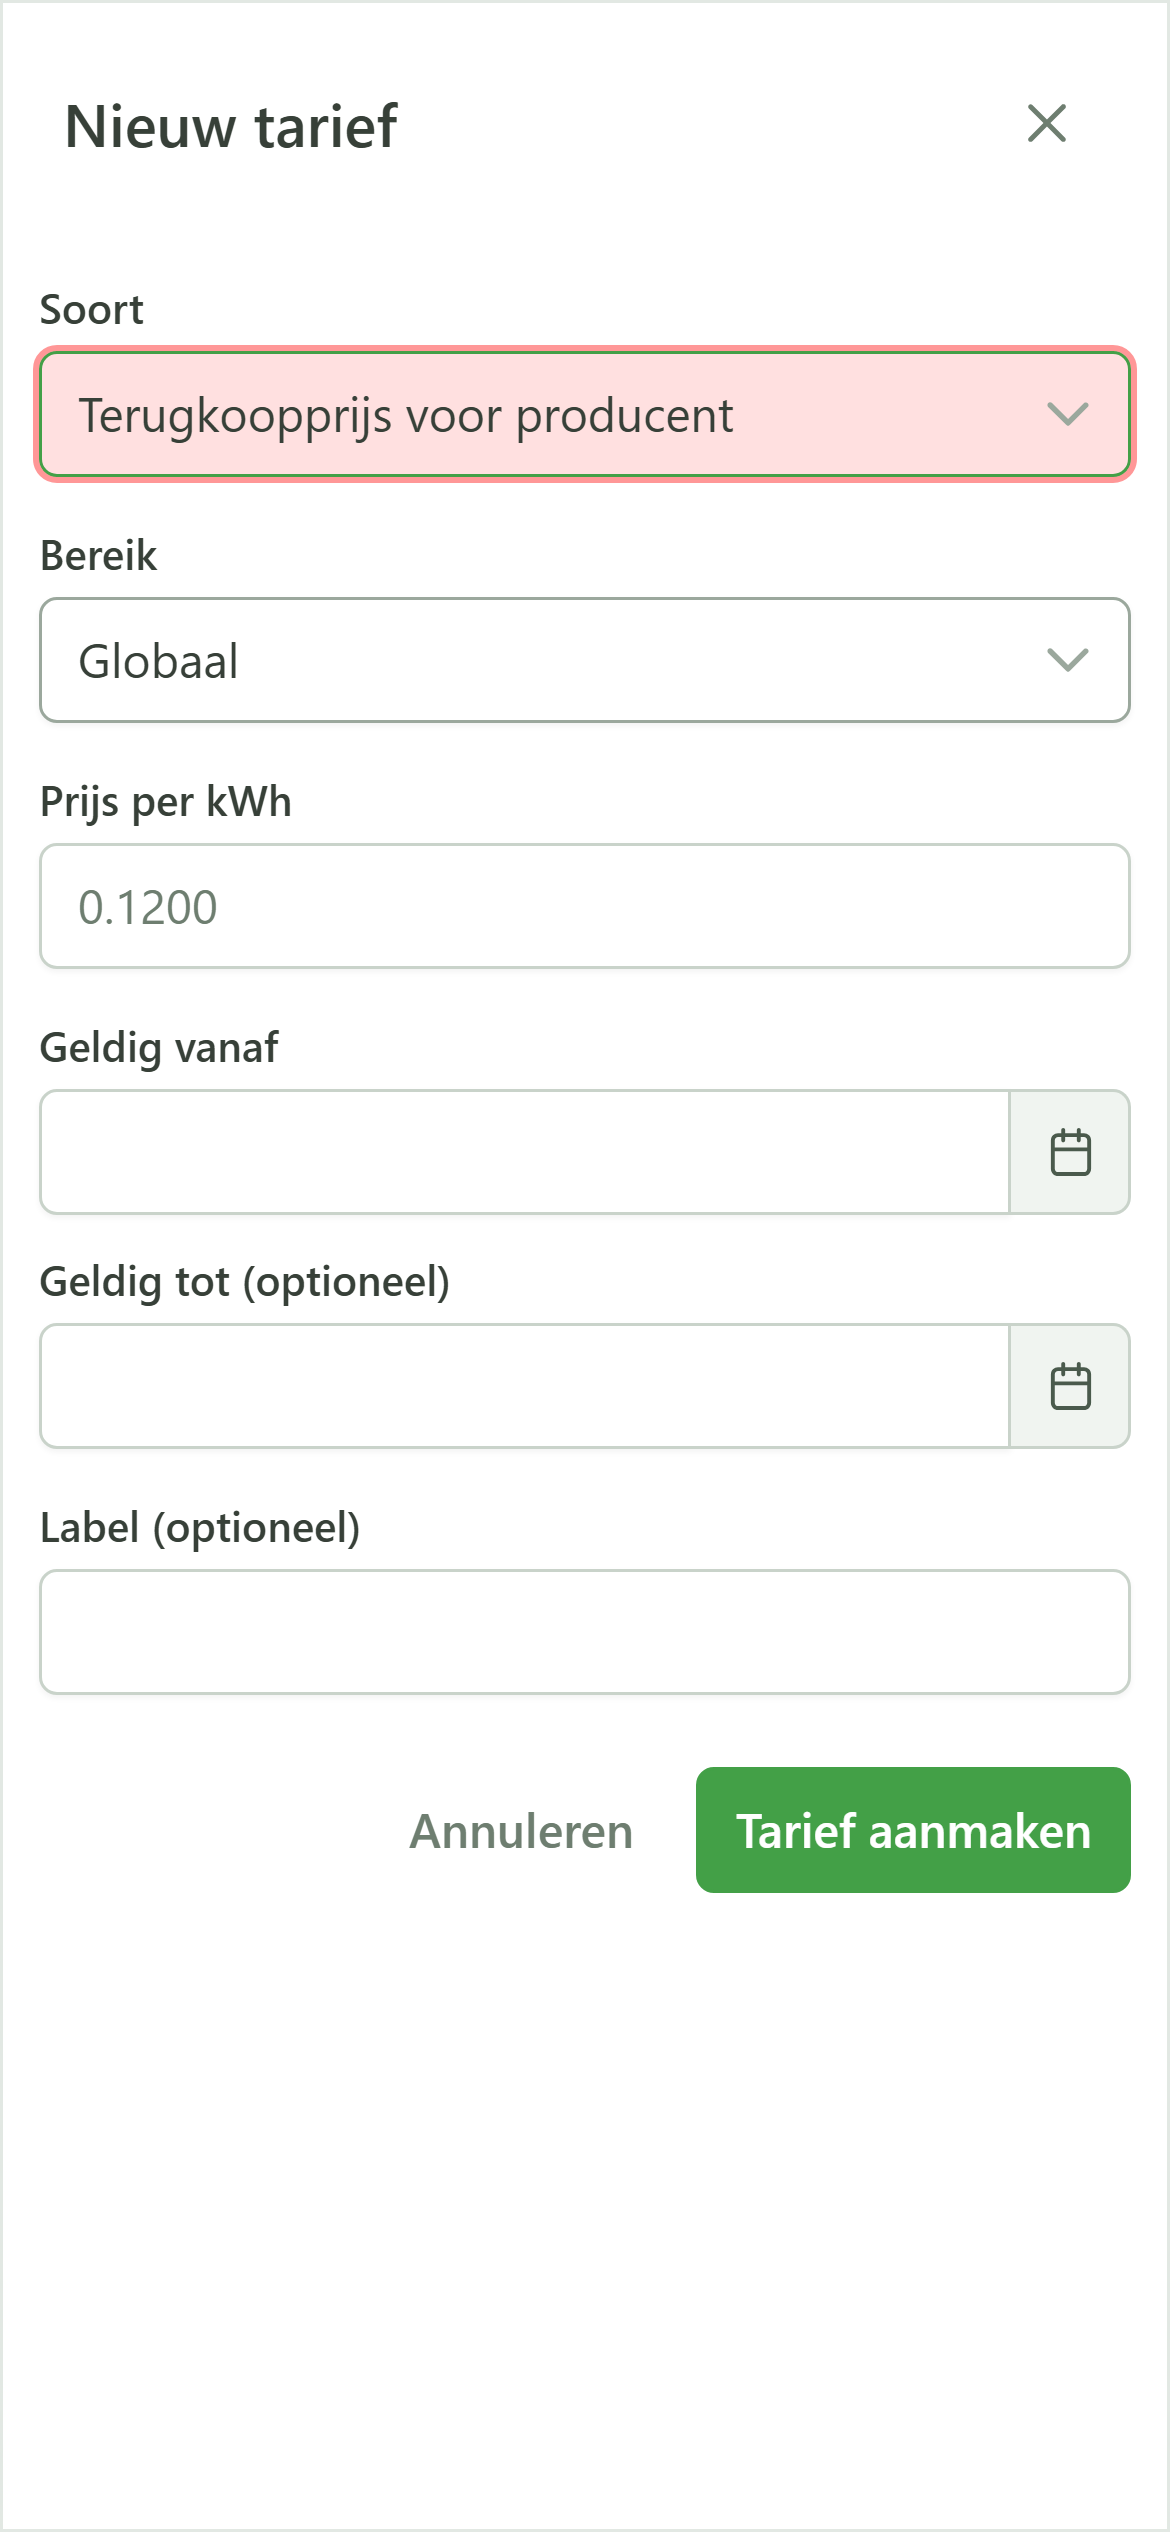 Nieuw tarief
Soort
Terugkoopprijs voor producent
Bereik
Globaal
Prijs per kWh
0.1200
Geldig vanaf
Geldig tot (optioneel)
Label (optioneel)
Annuleren
Tarief aanmaken